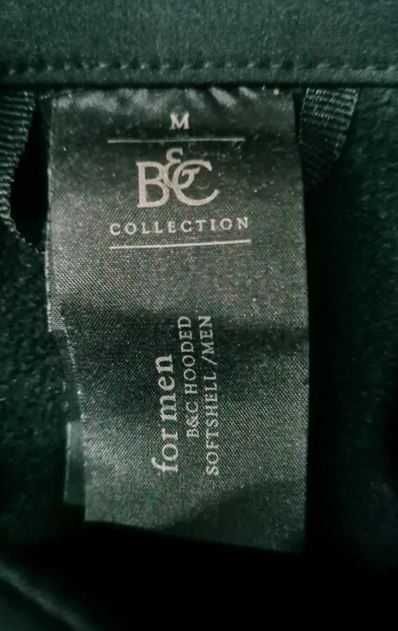 M
B&C
COLLECTION
for men
B&C HOODED
SOFTSHELL/MEN